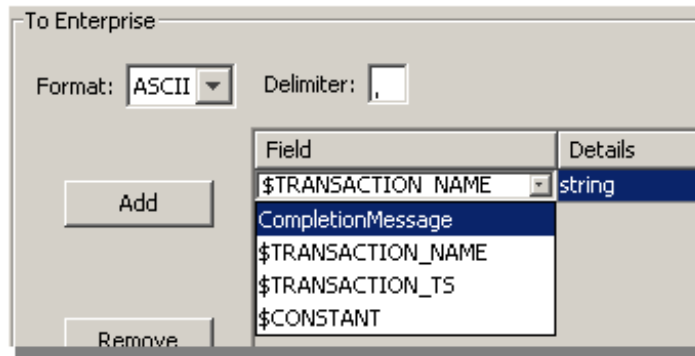 To Enterprise
Format: ASCII Delimiter: ,
Field Details
Add
$TRANSACTION_NAME string
CompletionMessage
$TRANSACTION_NAME
$TRANSACTION_TS
$CONSTANT
Remove